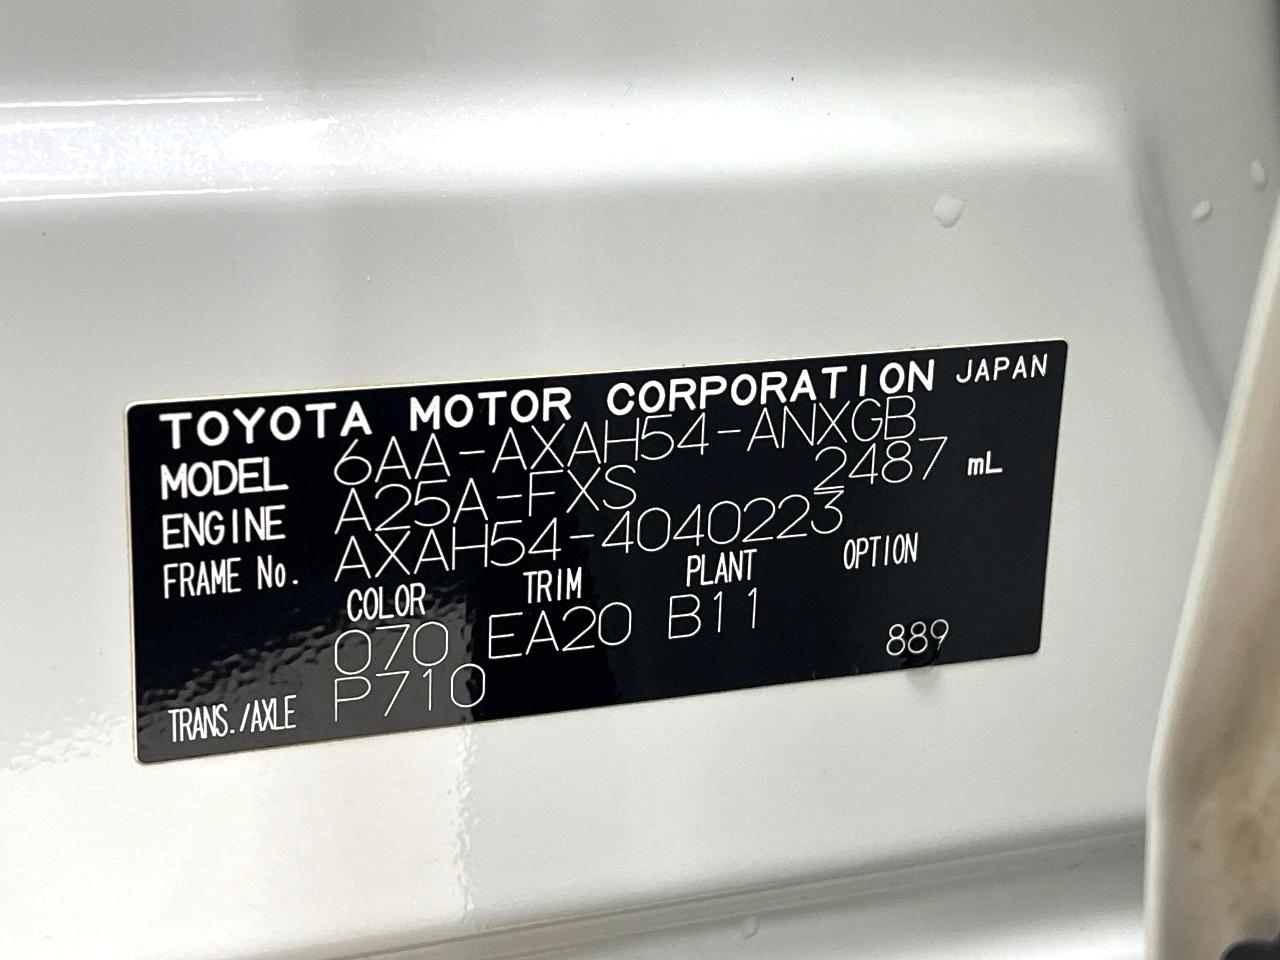 TOYOTA MOTOR CORPORATION JAPAN
MODEL 6AA-AXAH54-ANXGB
ENGINE A25A-FXS 2487 mL
FRAME No. AXAH54-4040223
COLOR TRIM PLANT OPTION
070 EA20 B11
889
TRANS./AXLE P710